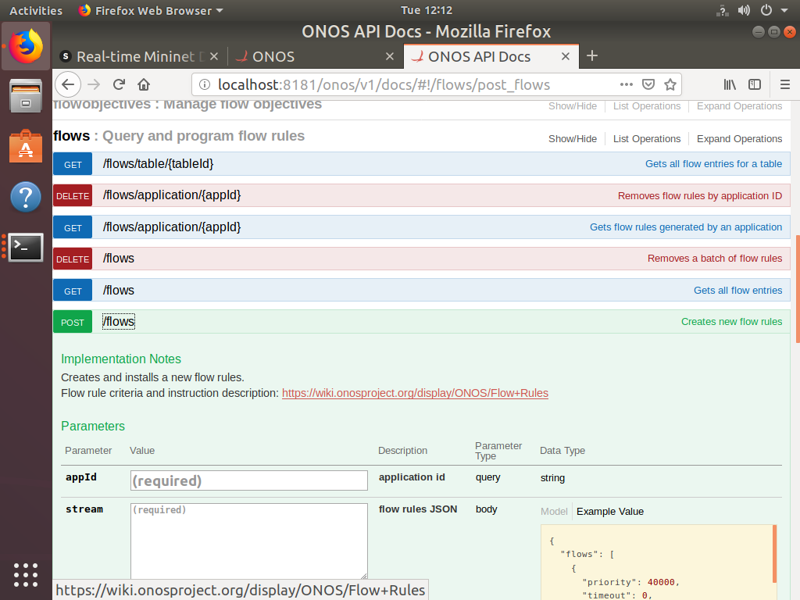 Activities Firefox Web Browser Tue 12:12
ONOS API Docs - Mozilla Firefox
Real-time Mininet ONOS ONOS API Docs
localhost:8181/onos/v1/docs/#!/flows/post_flows
flowobjectives : Manage flow objectives Show/Hide List Operations Expand Operations
flows : Query and program flow rules Show/Hide List Operations Expand Operations
GET /flows/table/{tableId} Gets all flow entries for a table
DELETE /flows/application/{appId} Removes flow rules by application ID
GET /flows/application/{appId} Gets flow rules generated by an application
DELETE /flows Removes a batch of flow rules
GET /flows Gets all flow entries
POST /flows Creates new flow rules
Implementation Notes
Creates and installs a new flow rules.
Flow rule criteria and instruction description: https://wiki.onosproject.org/display/ONOS/Flow+Rules
Parameters
Parameter Value Description Parameter Type Data Type
appId (required) application id query string
stream (required) flow rules JSON body Model Example Value
{
"flows": [
{
"priority": 40000,
"timeout": 0,
https://wiki.onosproject.org/display/ONOS/Flow+Rules